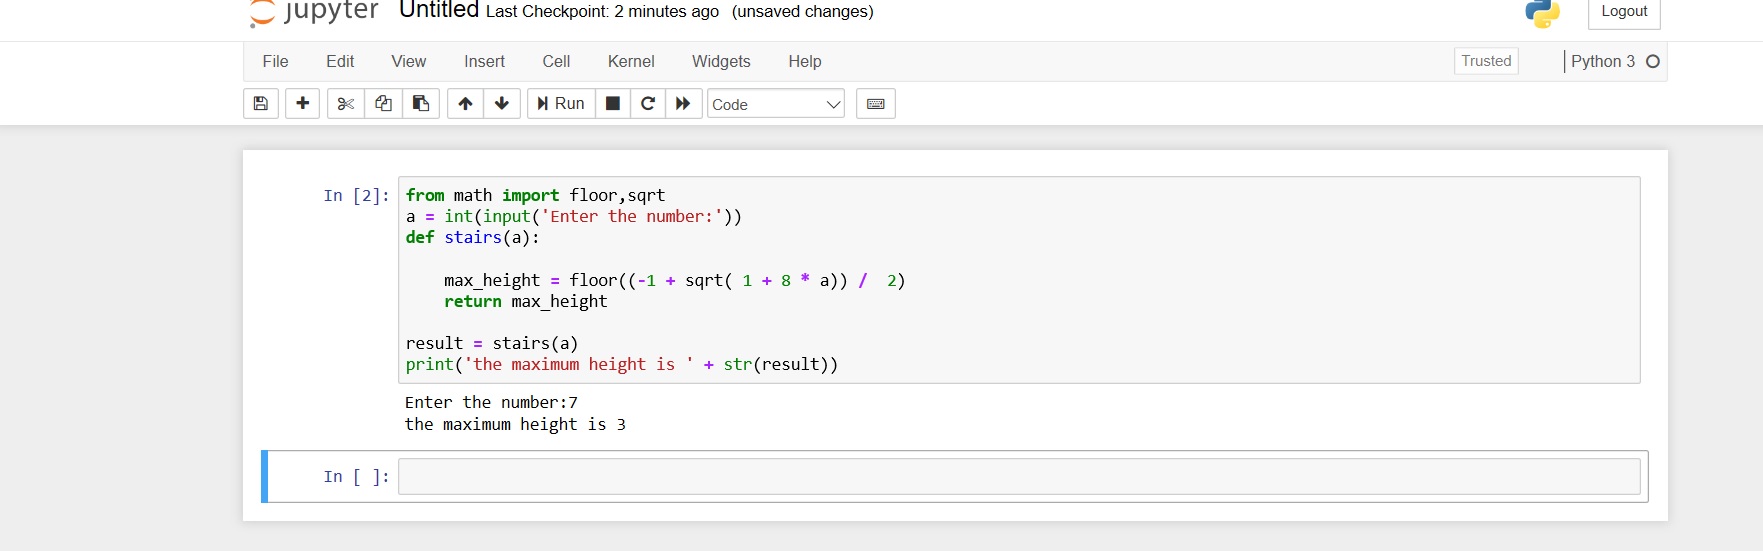 jupyter Untitled Last Checkpoint: 2 minutes ago (unsaved changes) Logout
File Edit View Insert Cell Kernel Widgets Help Trusted Python 3
Run Code
In [2]: from math import floor,sqrt
a = int(input('Enter the number:'))
def stairs(a):
    max_height = floor((-1 + sqrt( 1 + 8 * a)) /  2)
    return max_height
result = stairs(a)
print('the maximum height is ' + str(result))
Enter the number:7
the maximum height is 3
In [ ]: